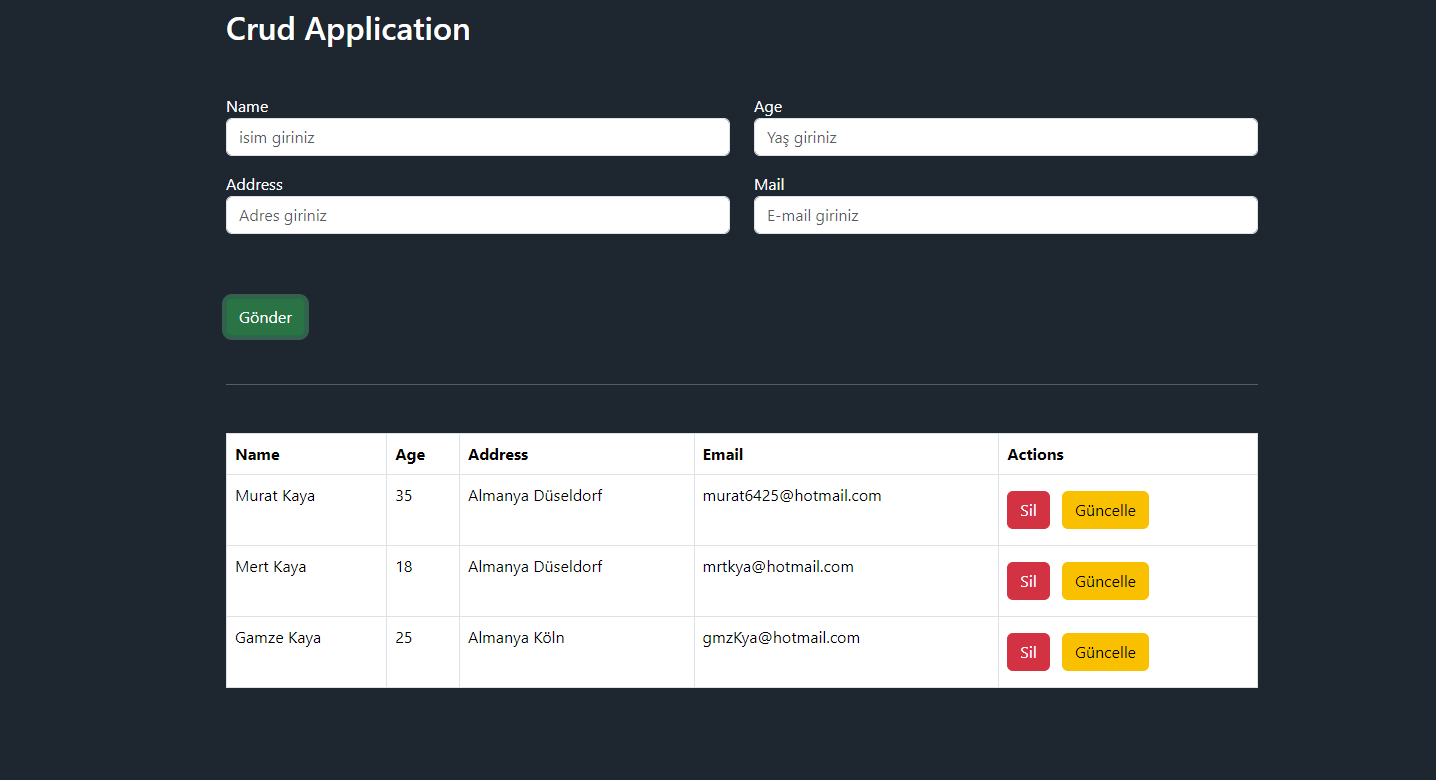 Crud Application
Name Age
isim giriniz Yaş giriniz
Address Mail
Adres giriniz E-mail giriniz
Gönder
Name Age Address Email Actions
Murat Kaya 35 Almanya Düseldorf murat6425@hotmail.com Sil Güncelle
Mert Kaya 18 Almanya Düseldorf mrtkya@hotmail.com Sil Güncelle
Gamze Kaya 25 Almanya Köln gmzKya@hotmail.com Sil Güncelle